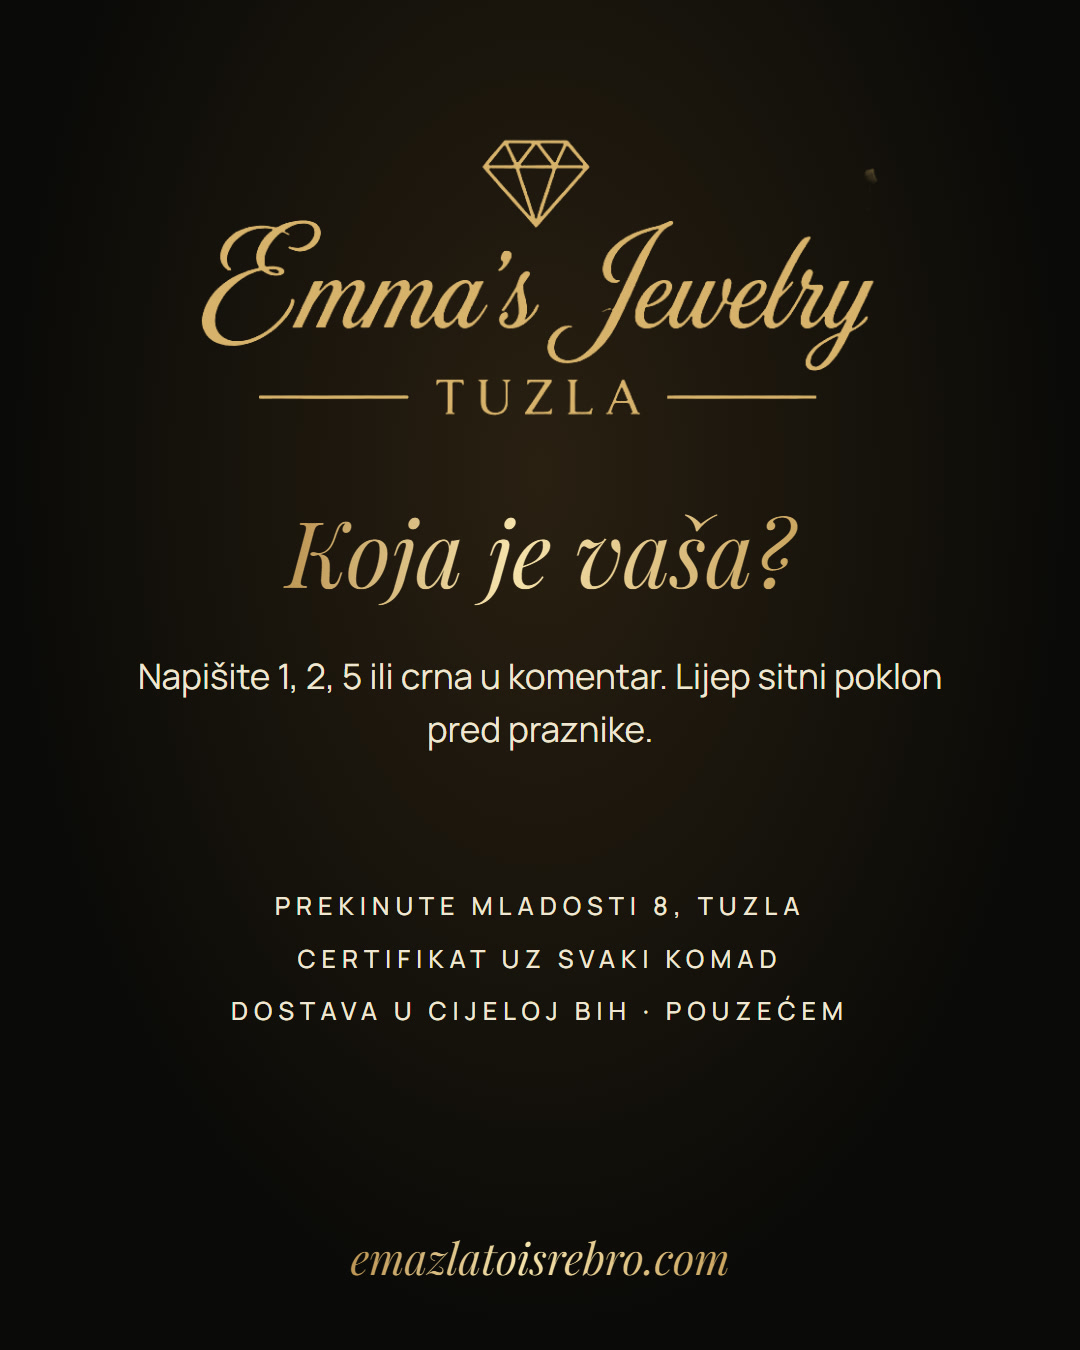 Emma's Jewelry
TUZLA
Koja je vaša?
Napišite 1, 2, 5 ili crna u komentar. Lijep sitni poklon
pred praznike.
PREKINUTE MLADOSTI 8, TUZLA
CERTIFIKAT UZ SVAKI KOMAD
DOSTAVA U CIJELOJ BIH · POUZEĆEM
emazlatoisrebro.com